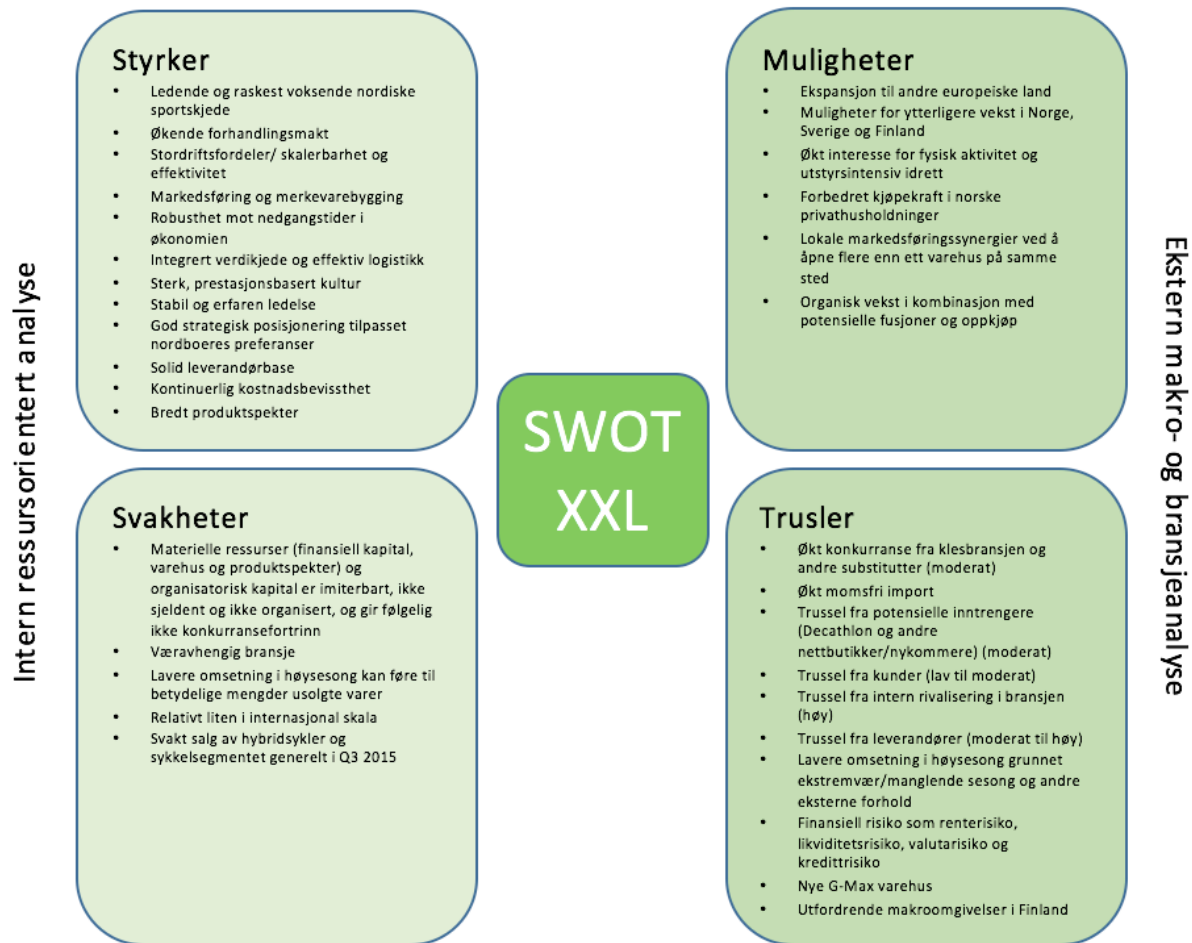 Intern ressursorientert analyse
Styrker
• Ledende og raskest voksende nordiske
sportskjede
• Økende forhandlingsmakt
• Stordriftsfordeler/ skalerbarhet og
effektivitet
• Markedsføring og merkevarebygging
• Robusthet mot nedgangstider i
økonomien
• Integrert verdikjede og effektiv logistikk
• Sterk, prestasjonsbasert kultur
• Stabil og erfaren ledelse
• God strategisk posisjonering tilpasset
nordboeres preferanser
• Solid leverandørbase
• Kontinuerlig kostnadsbevissthet
• Bredt produktspekter
Muligheter
• Ekspansjon til andre europeiske land
• Muligheter for ytterligere vekst i Norge,
Sverige og Finland
• Økt interesse for fysisk aktivitet og
utstyrsintensiv idrett
• Forbedret kjøpekraft i norske
privathusholdninger
• Lokale markedsføringssynergier ved å
åpne flere enn ett varehus på samme
sted
• Organisk vekst i kombinasjon med
potensielle fusjoner og oppkjøp
SWOT
XXL
Svakheter
• Materielle ressurser (finansiell kapital,
varehus og produktspekter) og
organisatorisk kapital er imiterbart, ikke
sjeldent og ikke organisert, og gir følgelig
ikke konkurransefortrinn
• Væravhengig bransje
• Lavere omsetning i høysesong kan føre til
betydelige mengder usolgte varer
• Relativt liten i internasjonal skala
• Svakt salg av hybridsykler og
sykkelsegmentet generelt i Q3 2015
Trusler
• Økt konkurranse fra klesbransjen og
andre substitutter (moderat)
• Økt momsfri import
• Trussel fra potensielle inntrengere
(Decathlon og andre
nettbutikker/nykommere) (moderat)
• Trussel fra kunder (lav til moderat)
• Trussel fra intern rivalisering i bransjen
(høy)
• Trussel fra leverandører (moderat til høy)
• Lavere omsetning i høysesong grunnet
ekstremvær/manglende sesong og andre
eksterne forhold
• Finansiell risiko som renterisiko,
likviditetsrisiko, valutarisiko og
kredittrisiko
• Nye G-Max varehus
• Utfordrende makroomgivelser i Finland
Ekstern makro- og bransjeanalyse